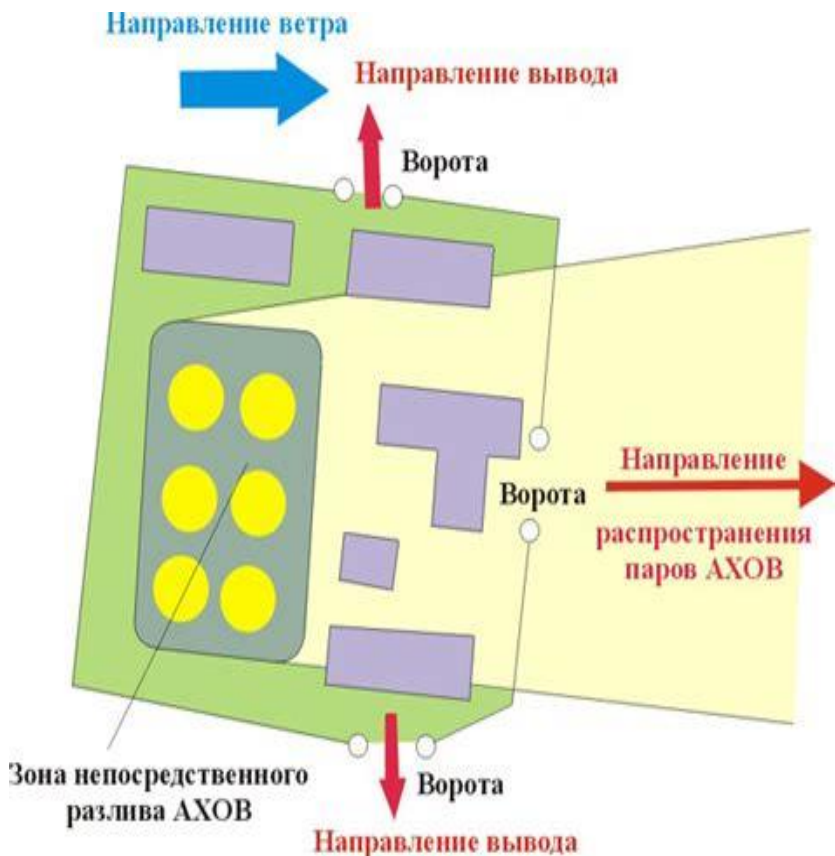 Направление ветра
Направление вывода
Ворота
Направление
Ворота
распространения
паров АХОВ
Зона непосредственного
разлива АХОВ
Ворота
Направление вывода